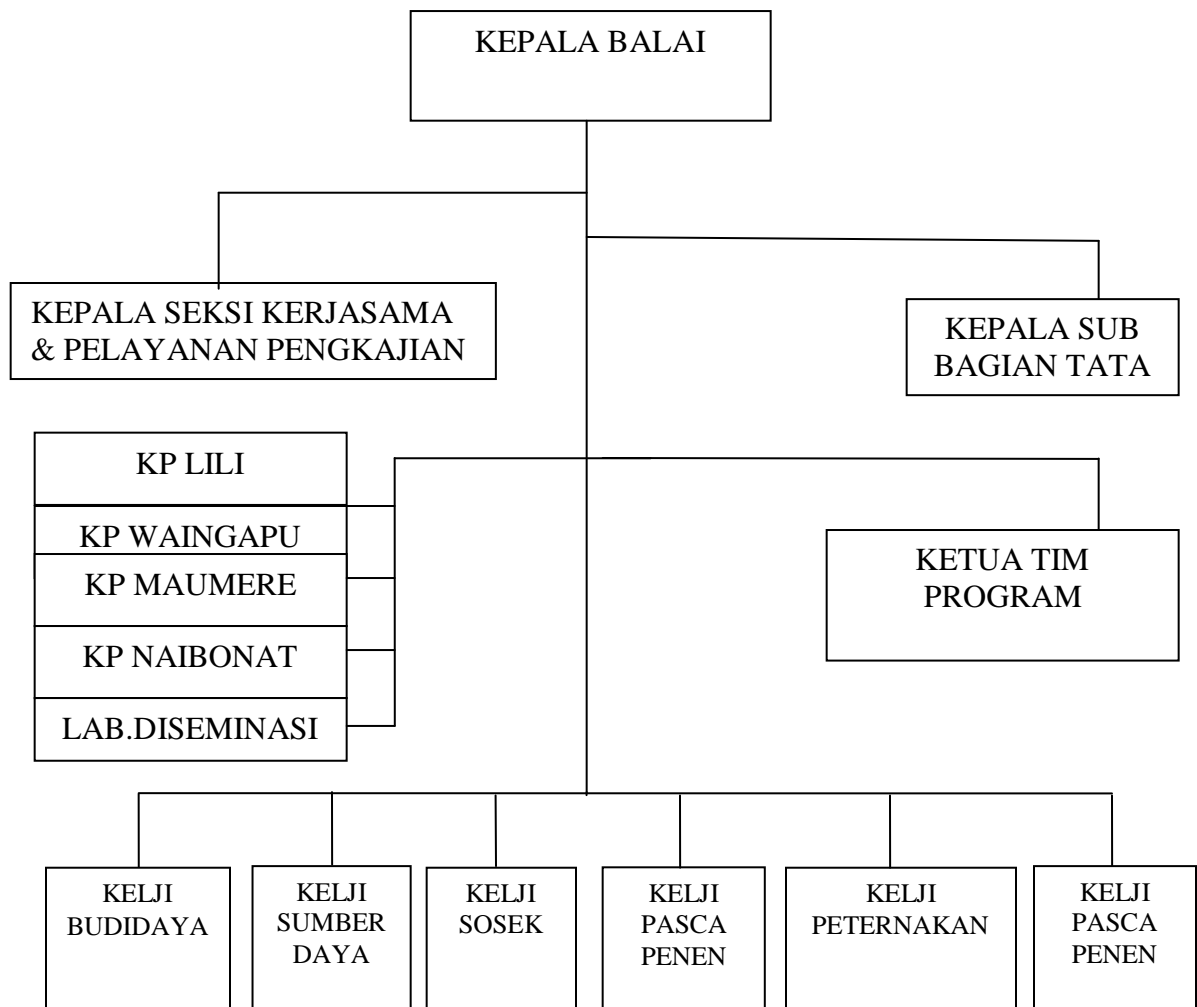 KEPALA BALAI
KEPALA SEKSI KERJASAMA
& PELAYANAN PENGKAJIAN
KEPALA SUB
BAGIAN TATA
KP LILI
KP WAINGAPU
KP MAUMERE
KP NAIBONAT
LAB.DISEMINASI
KETUA TIM
PROGRAM
KELJI
BUDIDAYA
KELJI
SUMBER
DAYA
KELJI
SOSEK
KELJI
PASCA
PENEN
KELJI
PETERNAKAN
KELJI
PASCA
PENEN